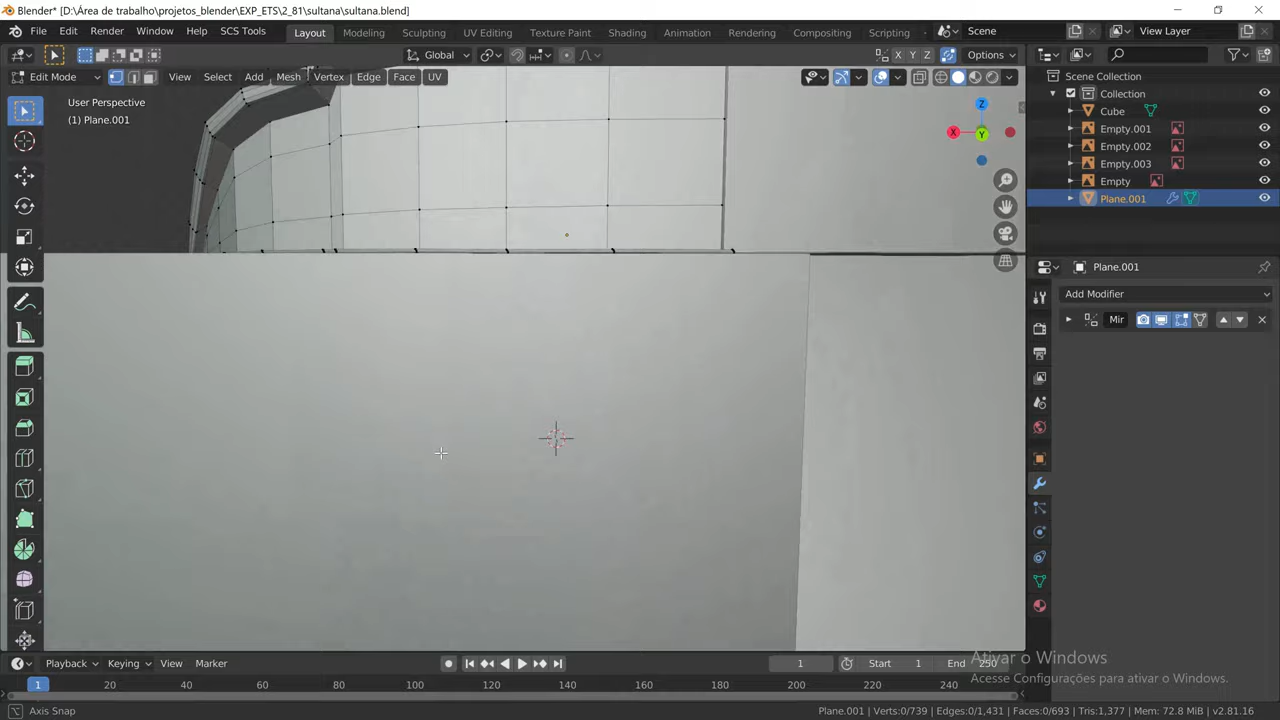 Blender* [D:\Área de trabalho\projetos_blender\EXP_ETS\2_81\sultana\sultana.blend]
File Edit Render Window Help SCS Tools Layout Modeling Sculpting UV Editing Texture Paint Shading Animation Rendering Compositing Scripting Scene View Layer
Global X Y Z Options
Edit Mode View Select Add Mesh Vertex Edge Face UV
User Perspective
(1) Plane.001
Z
X
Y
Scene Collection
Collection
Cube
Empty.001
Empty.002
Empty.003
Empty
Plane.001
Plane.001
Add Modifier
Mir
Playback Keying View Marker 1 Start 1 End 250
1 20 40 60 80 100 120 140 160 180 200 220 240
Ativar o Windows
Acesse Configurações para ativar o Windows.
Axis Snap
Plane.001 | Verts:0/739 | Edges:0/1,431 | Faces:0/693 | Tris:1,377 | Mem: 72.8 MiB | v2.81.16